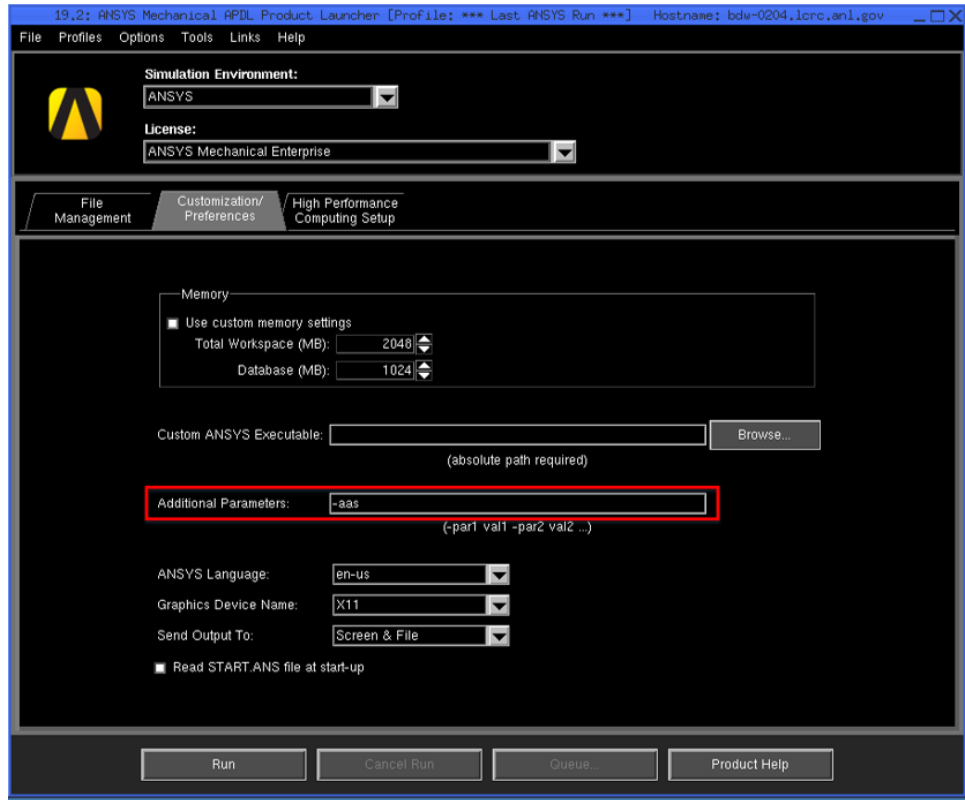 19.2: ANSYS Mechanical APDL Product Launcher [Profile: *** Last ANSYS Run ***] Hostname: bdw-0204.lcrc.anl.gov
File Profiles Options Tools Links Help
Simulation Environment:
ANSYS
License:
ANSYS Mechanical Enterprise
File Management
Customization/ Preferences
High Performance Computing Setup
Memory
Use custom memory settings
Total Workspace (MB): 2048
Database (MB): 1024
Custom ANSYS Executable: Browse...
(absolute path required)
Additional Parameters: -aas
(-par1 val1 -par2 val2 ...)
ANSYS Language: en-us
Graphics Device Name: X11
Send Output To: Screen & File
Read START.ANS file at start-up
Run Cancel Run Queue... Product Help